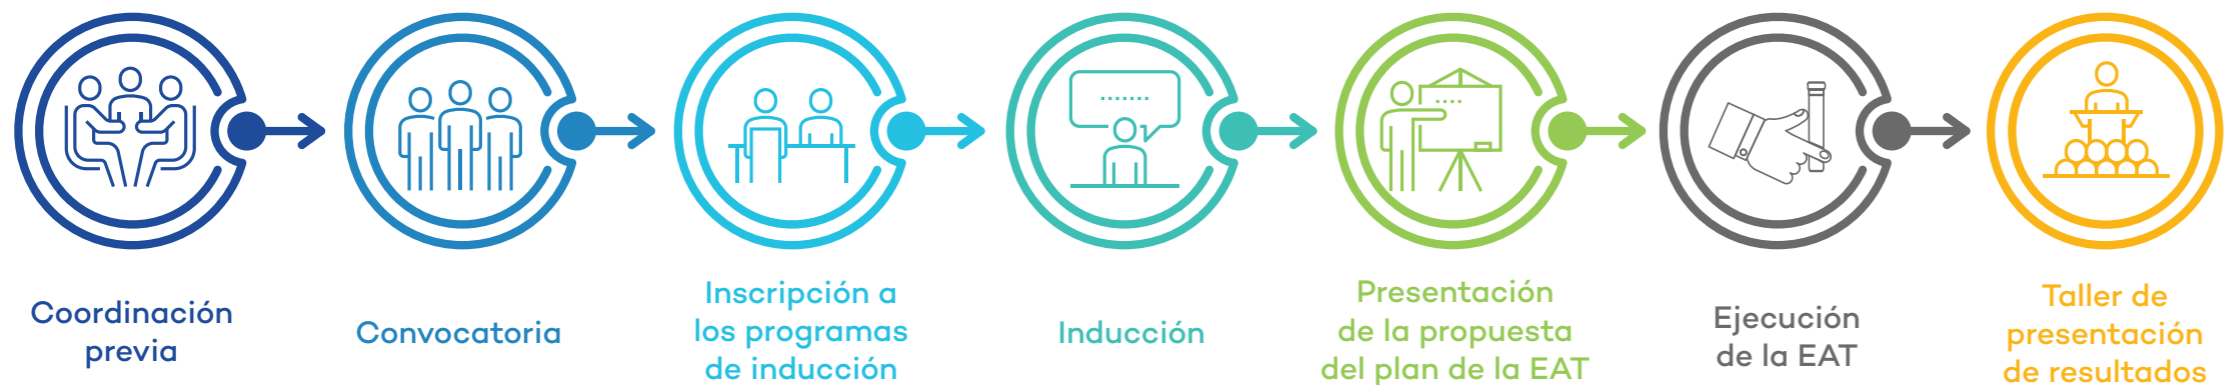 Coordinación
previa
Convocatoria
Inscripción a
los programas
de inducción
Inducción
Presentación
de la propuesta
del plan de la EAT
Ejecución
de la EAT
Taller de
presentación
de resultados